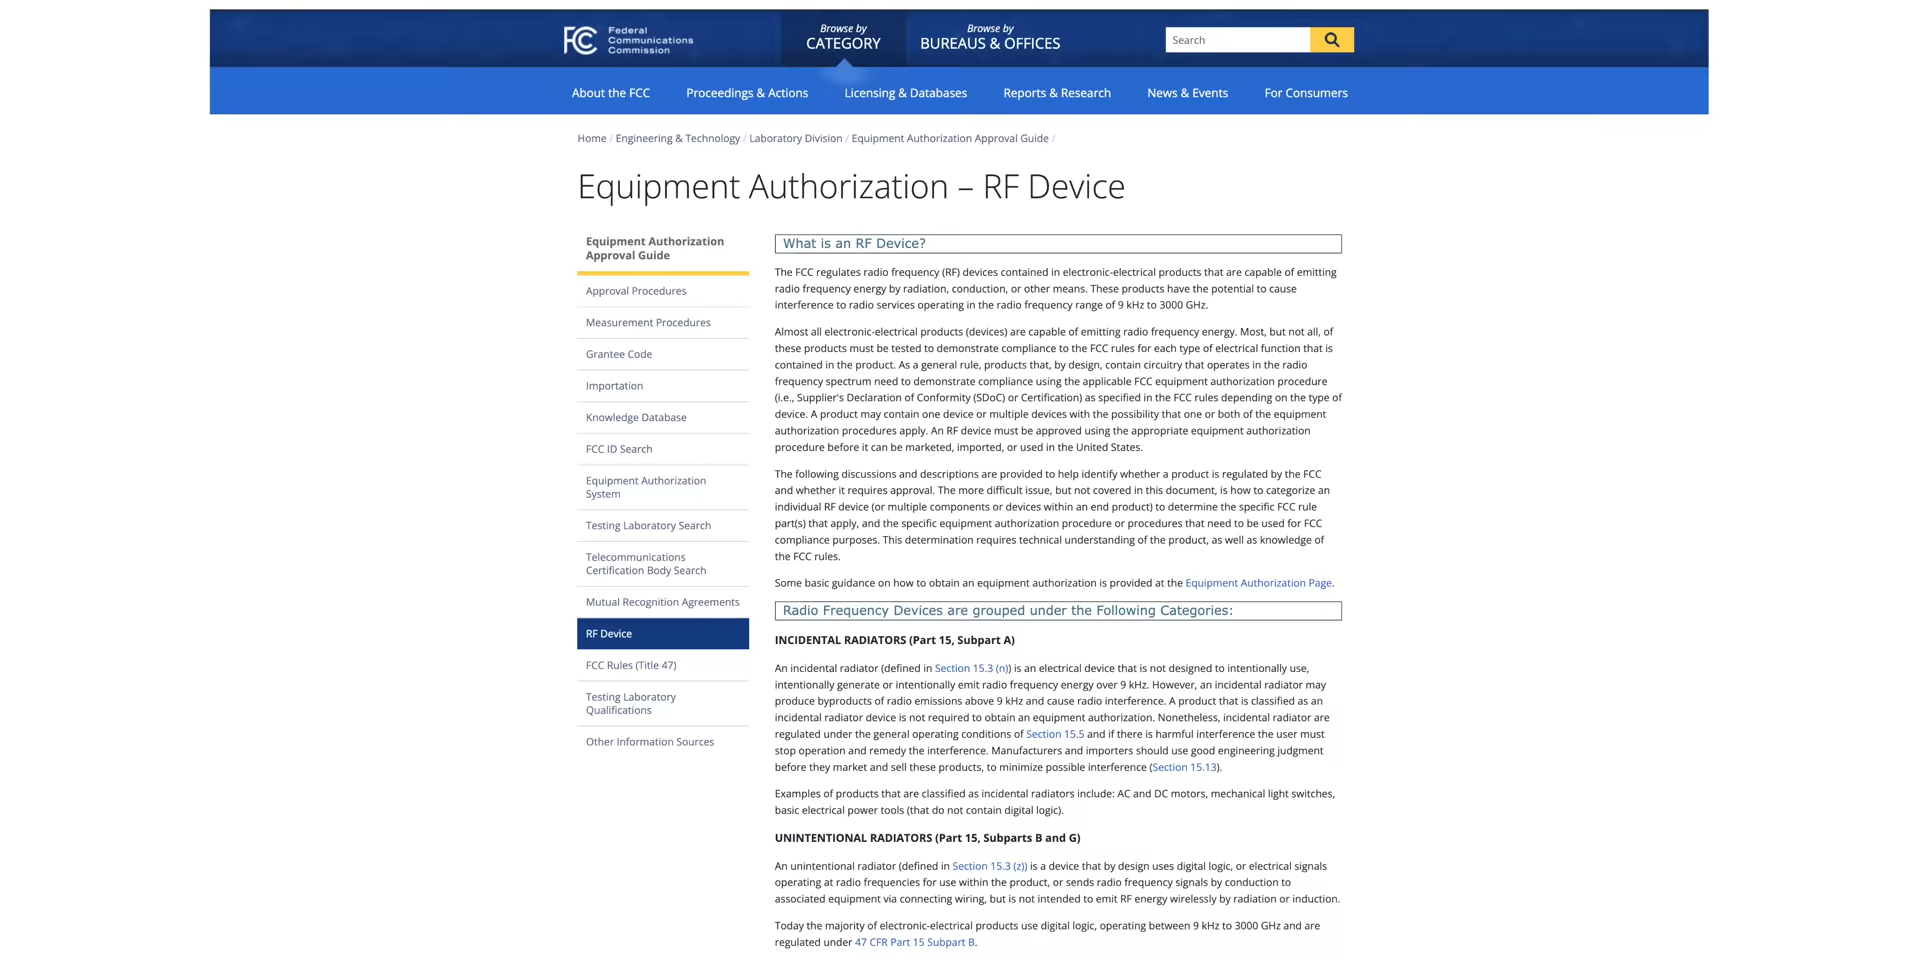 FCC Federal
Communications
Commission
Browse by
CATEGORY
Browse by
BUREAUS & OFFICES
Search
About the FCC
Proceedings & Actions
Licensing & Databases
Reports & Research
News & Events
For Consumers
Home / Engineering & Technology / Laboratory Division / Equipment Authorization Approval Guide /
Equipment Authorization – RF Device
Equipment Authorization
Approval Guide
Approval Procedures
Measurement Procedures
Grantee Code
Importation
Knowledge Database
FCC ID Search
Equipment Authorization
System
Testing Laboratory Search
Telecommunications
Certification Body Search
Mutual Recognition Agreements
RF Device
FCC Rules (Title 47)
Testing Laboratory
Qualifications
Other Information Sources
What is an RF Device?
The FCC regulates radio frequency (RF) devices contained in electronic-electrical products that are capable of emitting
radio frequency energy by radiation, conduction, or other means. These products have the potential to cause
interference to radio services operating in the radio frequency range of 9 kHz to 3000 GHz.
Almost all electronic-electrical products (devices) are capable of emitting radio frequency energy. Most, but not all, of
these products must be tested to demonstrate compliance to the FCC rules for each type of electrical function that is
contained in the product. As a general rule, products that, by design, contain circuitry that operates in the radio
frequency spectrum need to demonstrate compliance using the applicable FCC equipment authorization procedure
(i.e., Supplier's Declaration of Conformity (SDoC) or Certification) as specified in the FCC rules depending on the type of
device. A product may contain one device or multiple devices with the possibility that one or both of the equipment
authorization procedures apply. An RF device must be approved using the appropriate equipment authorization
procedure before it can be marketed, imported, or used in the United States.
The following discussions and descriptions are provided to help identify whether a product is regulated by the FCC
and whether it requires approval. The more difficult issue, but not covered in this document, is how to categorize an
individual RF device (or multiple components or devices within an end product) to determine the specific FCC rule
part(s) that apply, and the specific equipment authorization procedure or procedures that need to be used for FCC
compliance purposes. This determination requires technical understanding of the product, as well as knowledge of
the FCC rules.
Some basic guidance on how to obtain an equipment authorization is provided at the Equipment Authorization Page.
Radio Frequency Devices are grouped under the Following Categories:
INCIDENTAL RADIATORS (Part 15, Subpart A)
An incidental radiator (defined in Section 15.3 (n)) is an electrical device that is not designed to intentionally use,
intentionally generate or intentionally emit radio frequency energy over 9 kHz. However, an incidental radiator may
produce byproducts of radio emissions above 9 kHz and cause radio interference. A product that is classified as an
incidental radiator device is not required to obtain an equipment authorization. Nonetheless, incidental radiator are
regulated under the general operating conditions of Section 15.5 and if there is harmful interference the user must
stop operation and remedy the interference. Manufacturers and importers should use good engineering judgment
before they market and sell these products, to minimize possible interference (Section 15.13).
Examples of products that are classified as incidental radiators include: AC and DC motors, mechanical light switches,
basic electrical power tools (that do not contain digital logic).
UNINTENTIONAL RADIATORS (Part 15, Subparts B and G)
An unintentional radiator (defined in Section 15.3 (z)) is a device that by design uses digital logic, or electrical signals
operating at radio frequencies for use within the product, or sends radio frequency signals by conduction to
associated equipment via connecting wiring, but is not intended to emit RF energy wirelessly by radiation or induction.
Today the majority of electronic-electrical products use digital logic, operating between 9 kHz to 3000 GHz and are
regulated under 47 CFR Part 15 Subpart B.